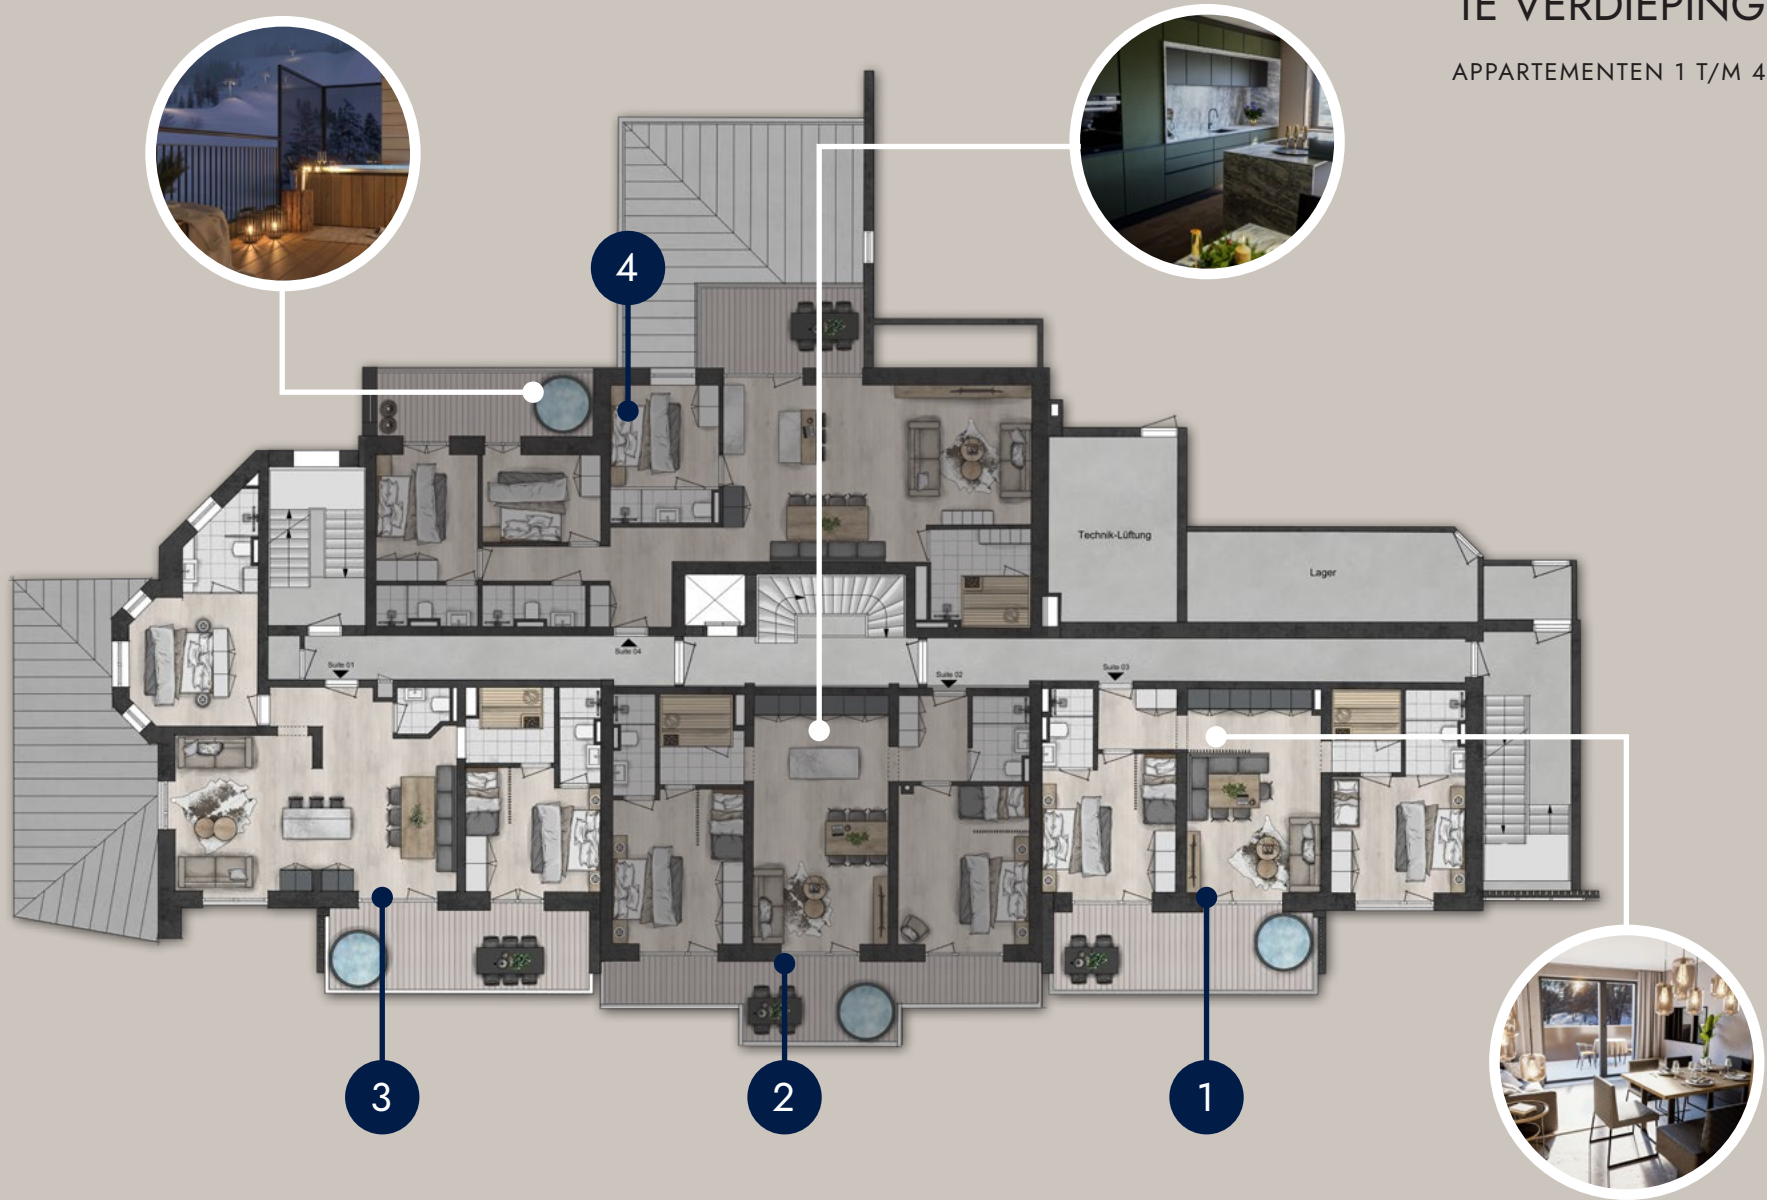 1E VERDIEPING
APPARTEMENTEN 1 T/M 4
4
Technik-Lüftung
Lager
Suite 01
Suite 04
Suite 02
Suite 03
3
2
1